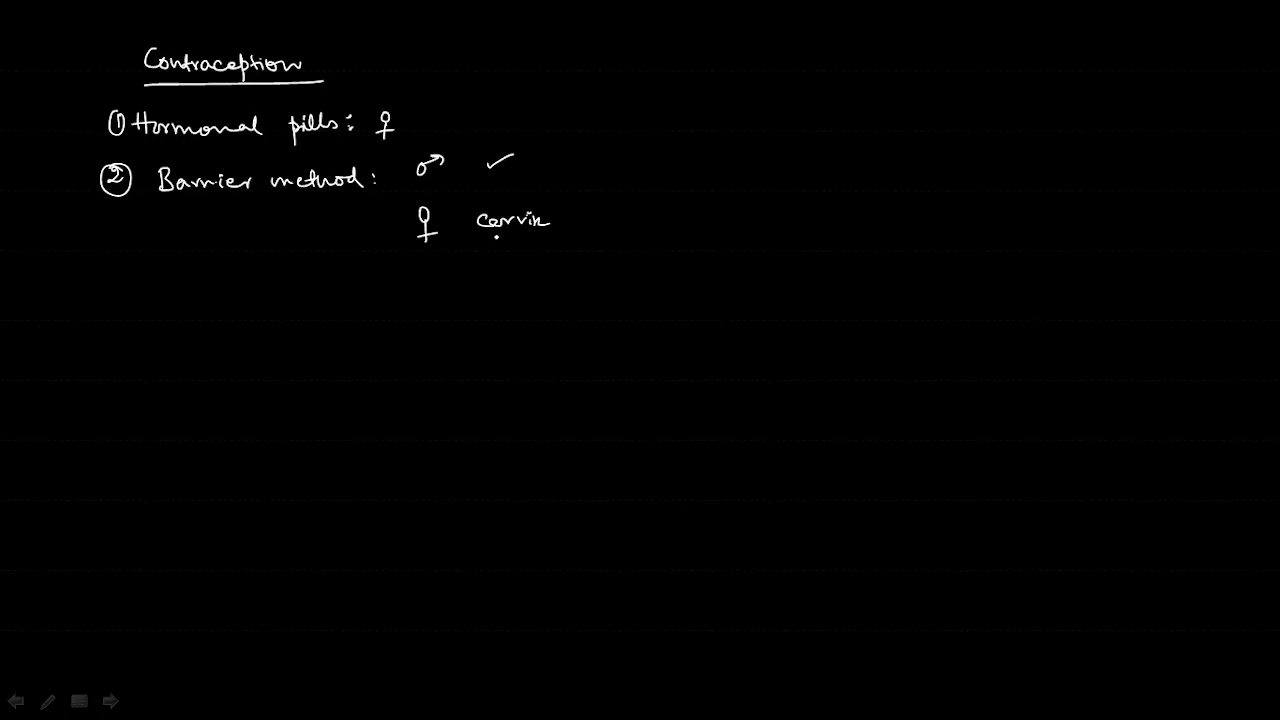 Contraception
① Hormonal pills: ♀
② Barrier method: ♂ ✓
♀ cervix